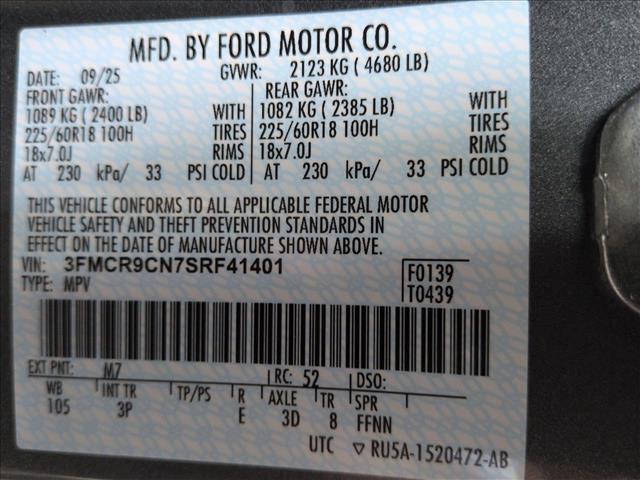 MFD. BY FORD MOTOR CO.
DATE: 09/25 GVWR: 2123 KG ( 4680 LB)
FRONT GAWR: REAR GAWR:
1089 KG ( 2400 LB) WITH 1082 KG ( 2385 LB) WITH
225/60R18 100H TIRES 225/60R18 100H TIRES
18x7.0J RIMS 18x7.0J RIMS
AT 230 kPa/ 33 PSI COLD AT 230 kPa/ 33 PSI COLD
THIS VEHICLE CONFORMS TO ALL APPLICABLE FEDERAL MOTOR
VEHICLE SAFETY AND THEFT PREVENTION STANDARDS IN
EFFECT ON THE DATE OF MANUFACTURE SHOWN ABOVE.
VIN: 3FMCR9CN7SRF41401 F0139
TYPE: MPV T0439
EXT PNT: M7 RC: 52 DSO:
WB INT TR TP/PS R AXLE TR SPR
105 3P E 3D 8 FFNN
UTC ▽ RU5A-1520472-AB